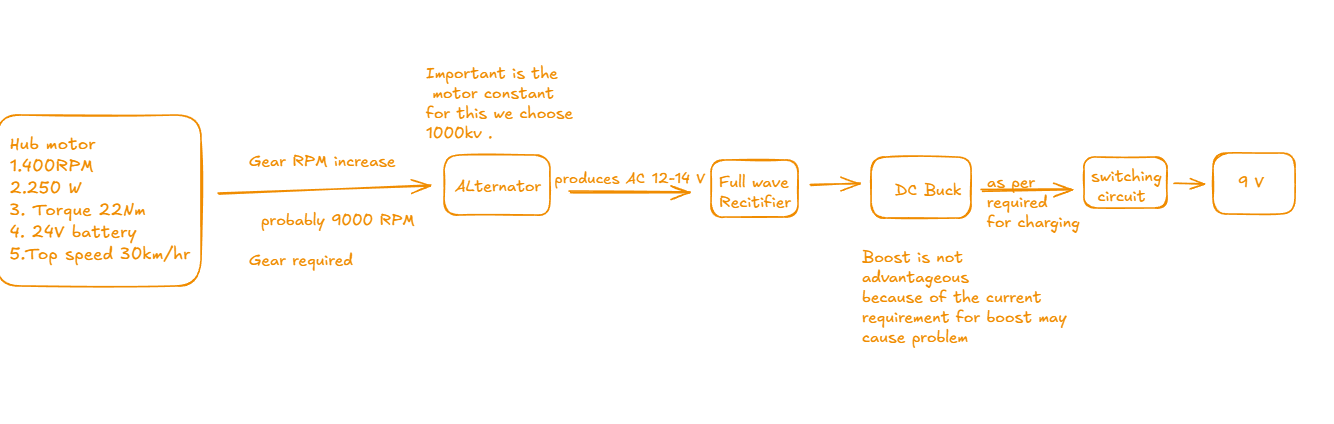 Important is the
motor constant
for this we choose
1000kv .
Hub motor
1.400RPM
2.250 W
3. Torque 22Nm
4. 24V battery
5.Top speed 30km/hr
Gear RPM increase
probably 9000 RPM
Gear required
ALternator
produces AC 12-14 V
Full wave
Recitifier
DC Buck
as per
required
for charging
switching
circuit
9 V
Boost is not
advantageous
because of the current
requirement for boost may
cause problem